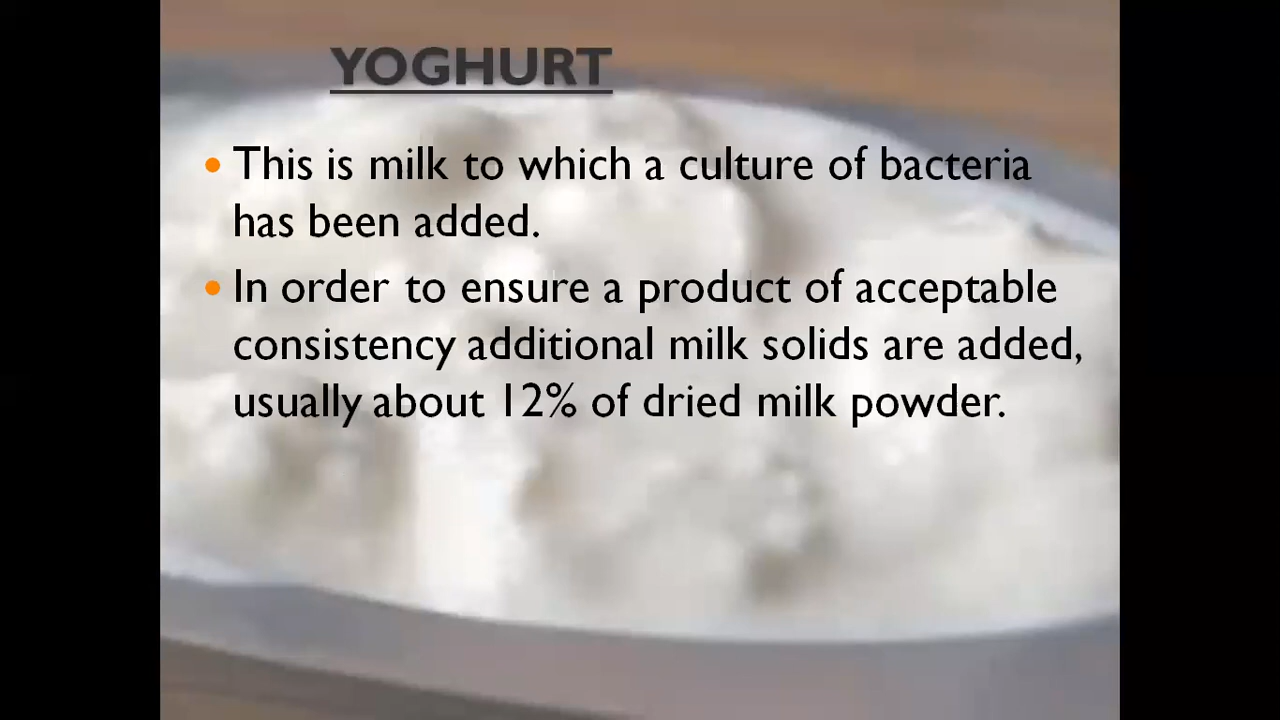 YOGHURT
• This is milk to which a culture of bacteria
has been added.
• In order to ensure a product of acceptable
consistency additional milk solids are added,
usually about 12% of dried milk powder.